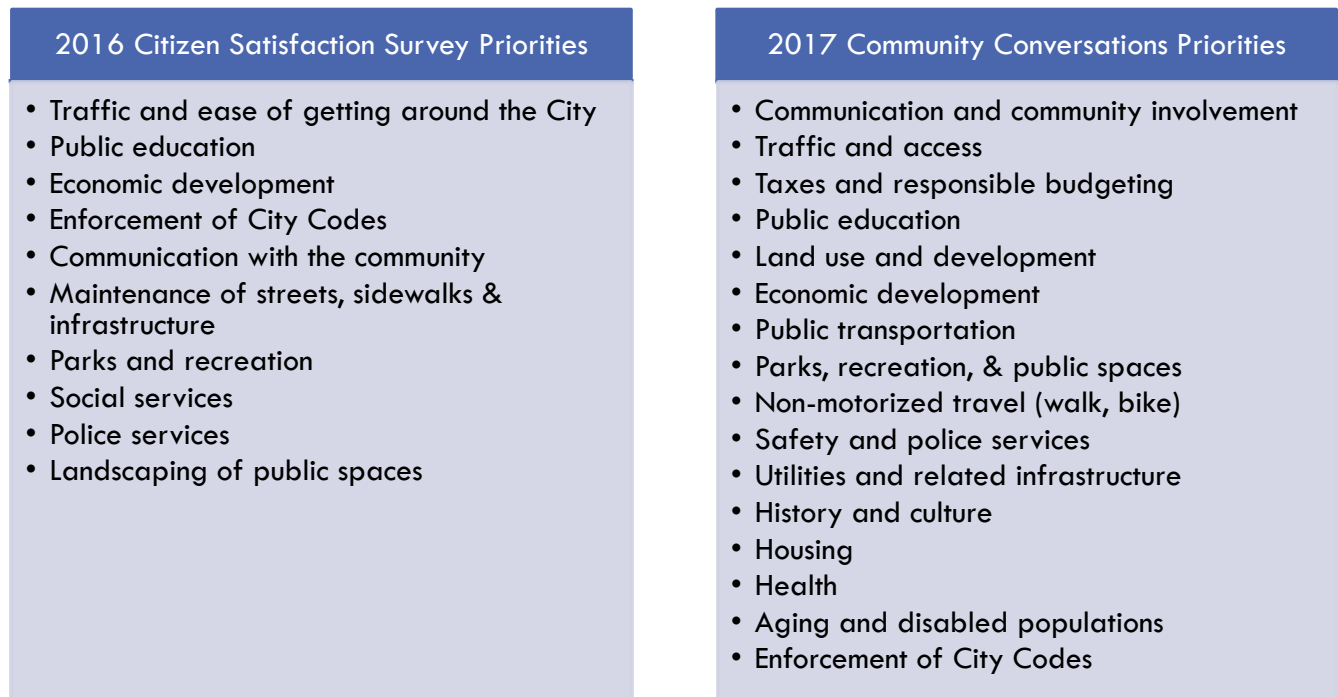 2016 Citizen Satisfaction Survey Priorities
• Traffic and ease of getting around the City
• Public education
• Economic development
• Enforcement of City Codes
• Communication with the community
• Maintenance of streets, sidewalks &
infrastructure
• Parks and recreation
• Social services
• Police services
• Landscaping of public spaces
2017 Community Conversations Priorities
• Communication and community involvement
• Traffic and access
• Taxes and responsible budgeting
• Public education
• Land use and development
• Economic development
• Public transportation
• Parks, recreation, & public spaces
• Non-motorized travel (walk, bike)
• Safety and police services
• Utilities and related infrastructure
• History and culture
• Housing
• Health
• Aging and disabled populations
• Enforcement of City Codes